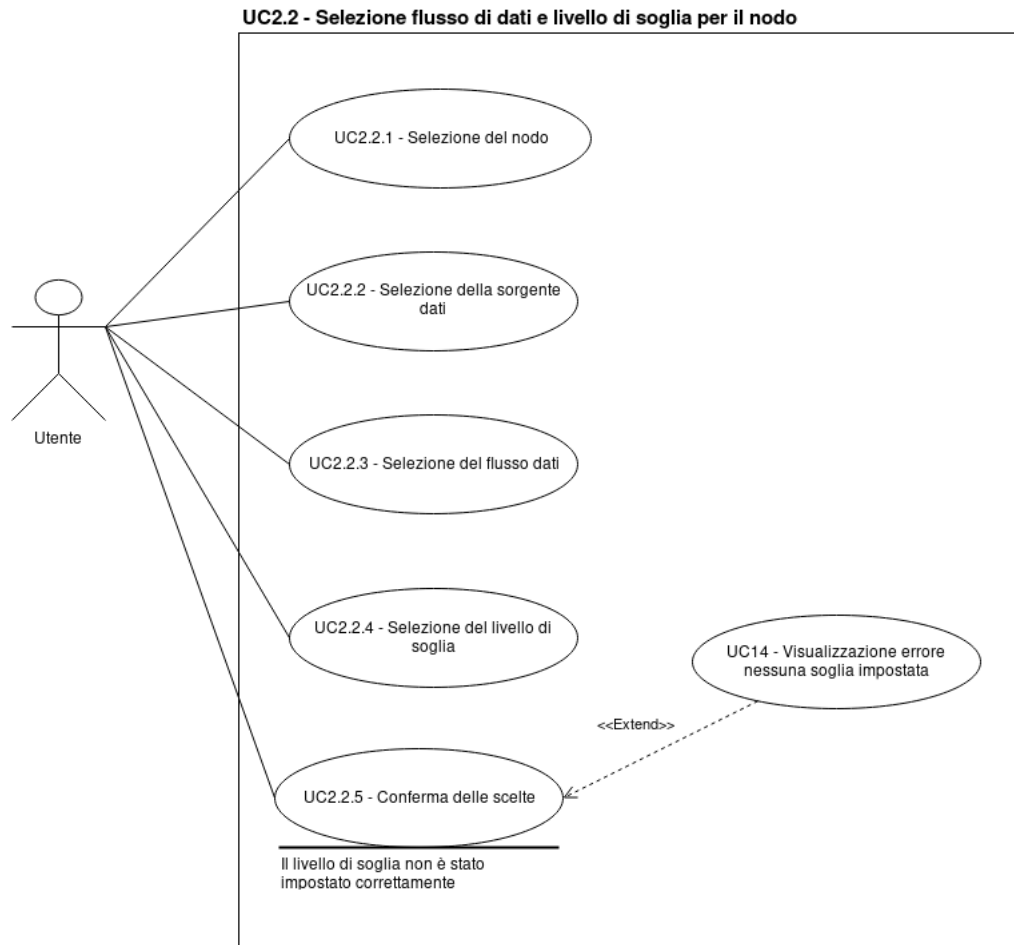 UC2.2 - Selezione flusso di dati e livello di soglia per il nodo
UC2.2.1 - Selezione del nodo
UC2.2.2 - Selezione della sorgente
dati
Utente
UC2.2.3 - Selezione del flusso dati
UC2.2.4 - Selezione del livello di
soglia
UC14 - Visualizzazione errore
nessuna soglia impostata
<<Extend>>
UC2.2.5 - Conferma delle scelte
Il livello di soglia non è stato
impostato correttamente